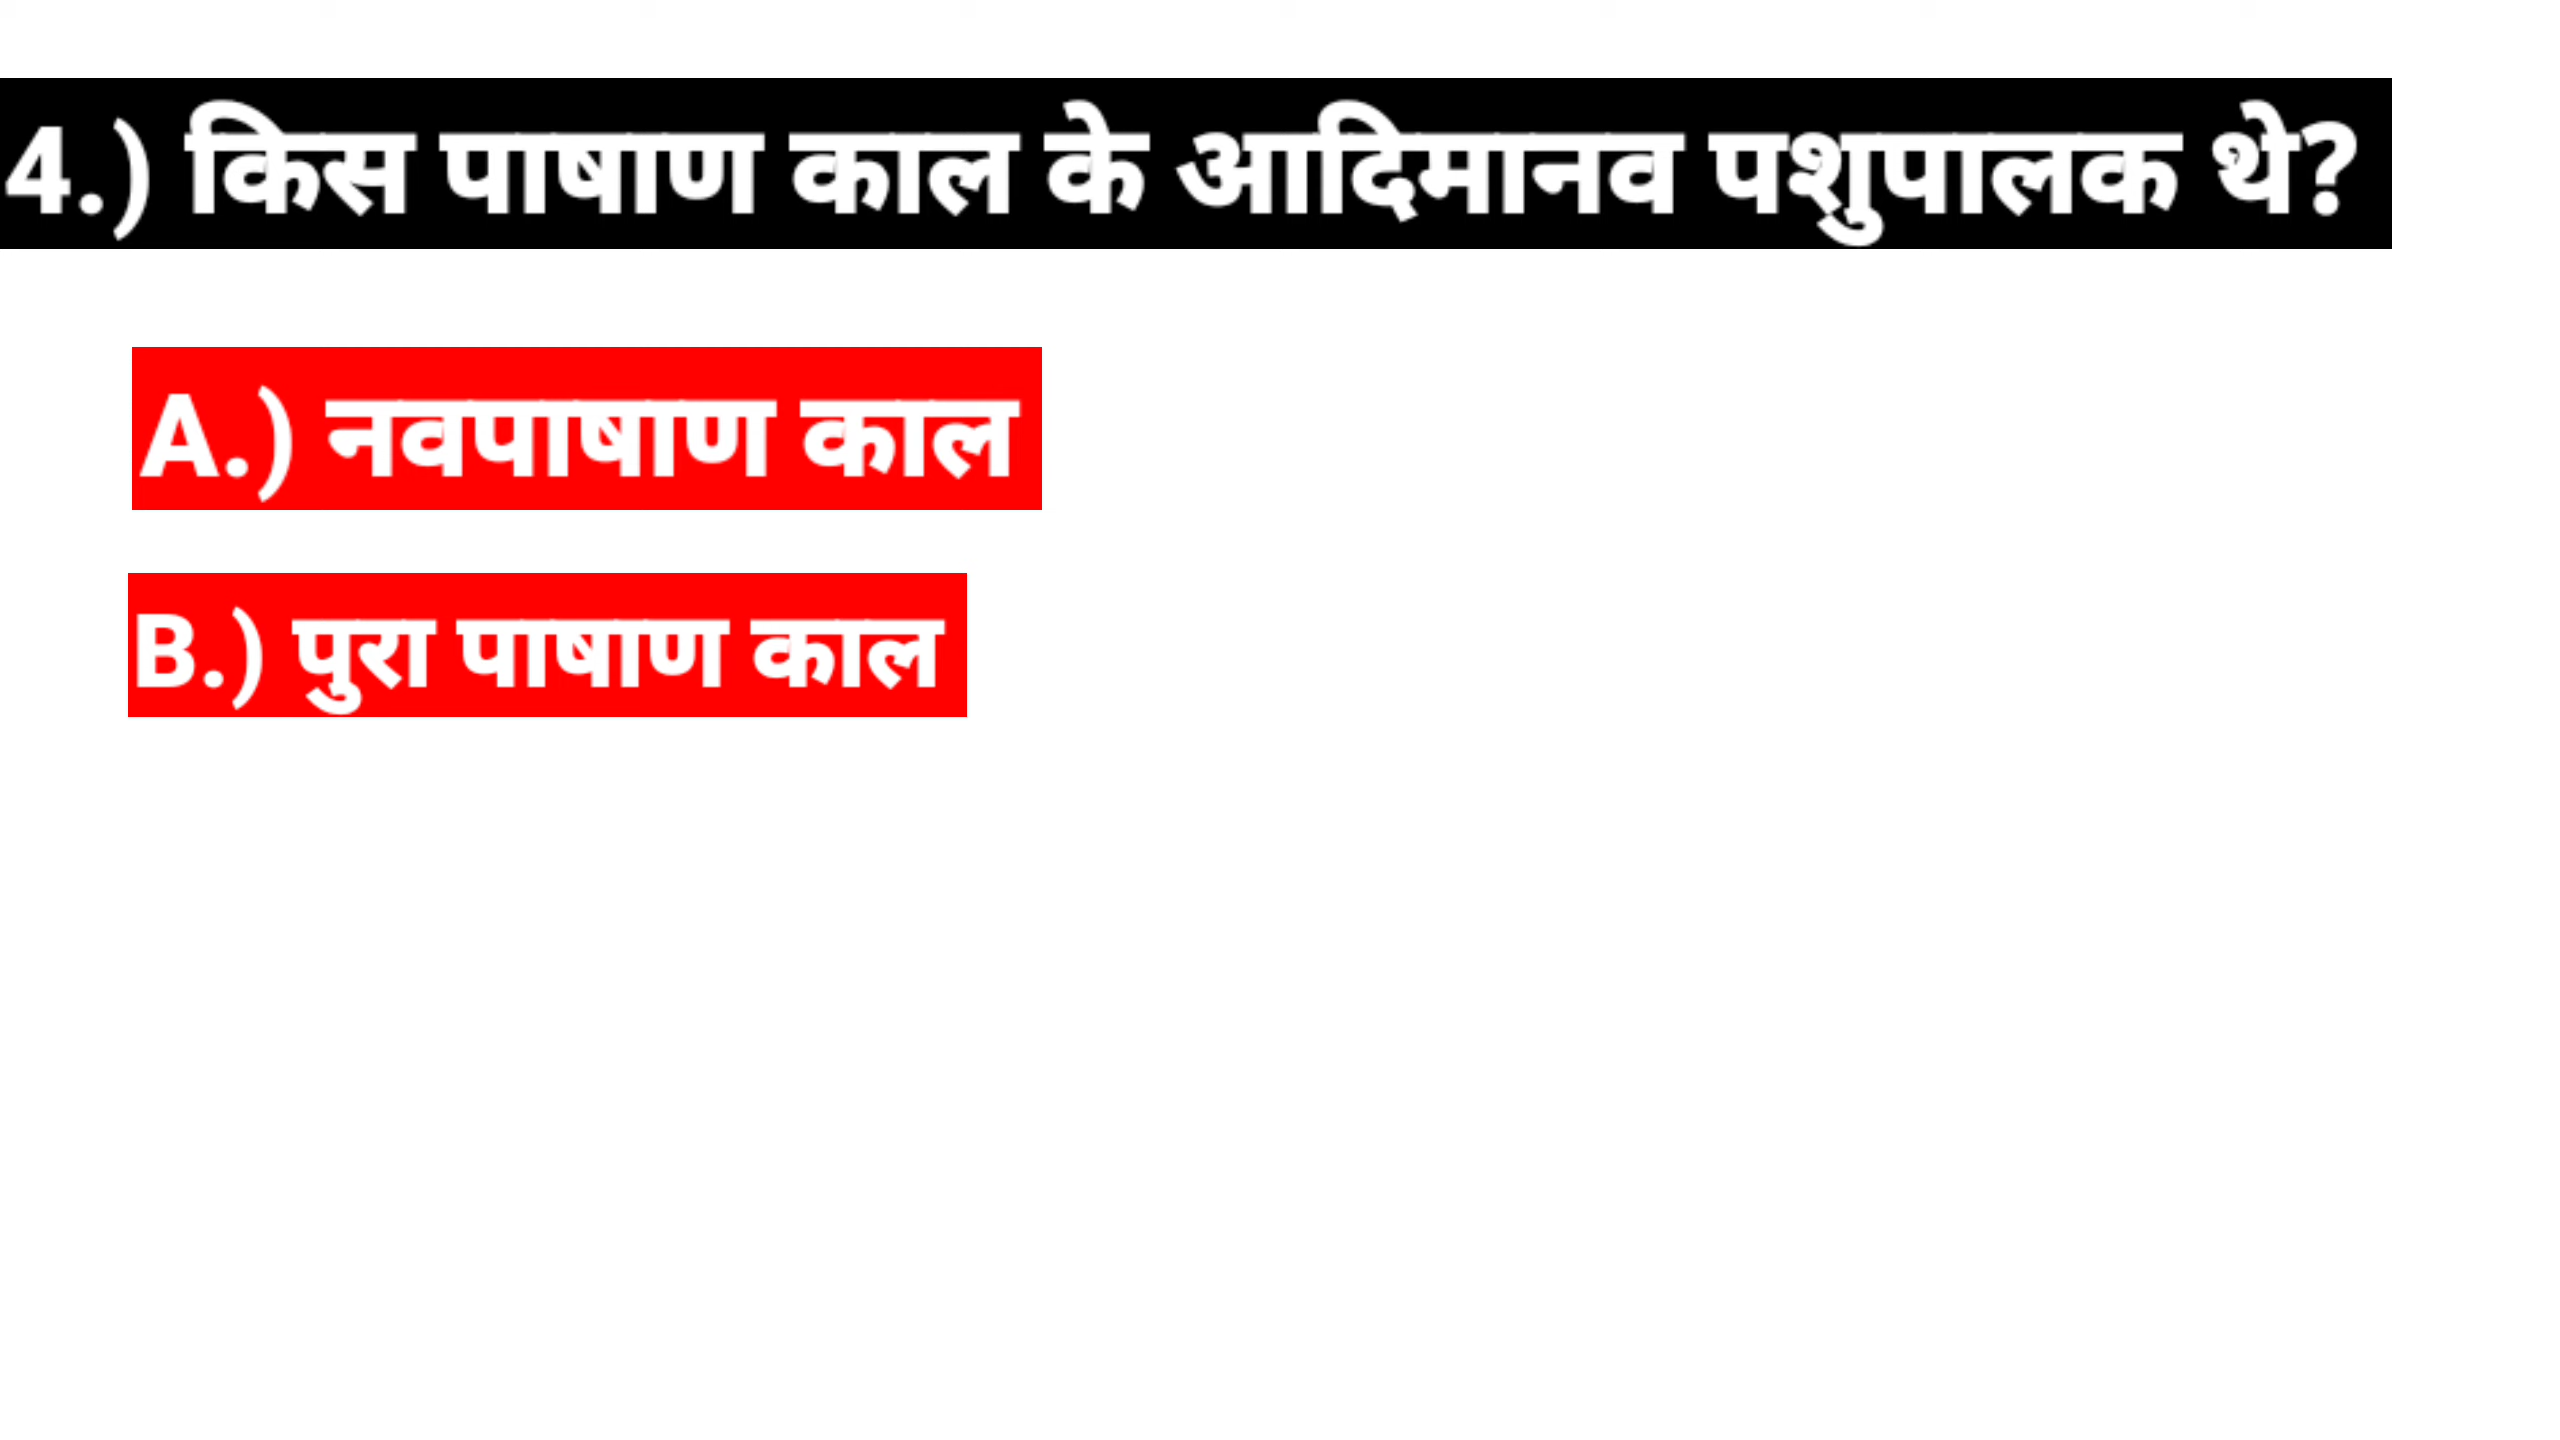 4.) किस पाषाण काल के आदिमानव पशुपालक थे?
A.) नवपाषाण काल
B.) पुरा पाषाण काल